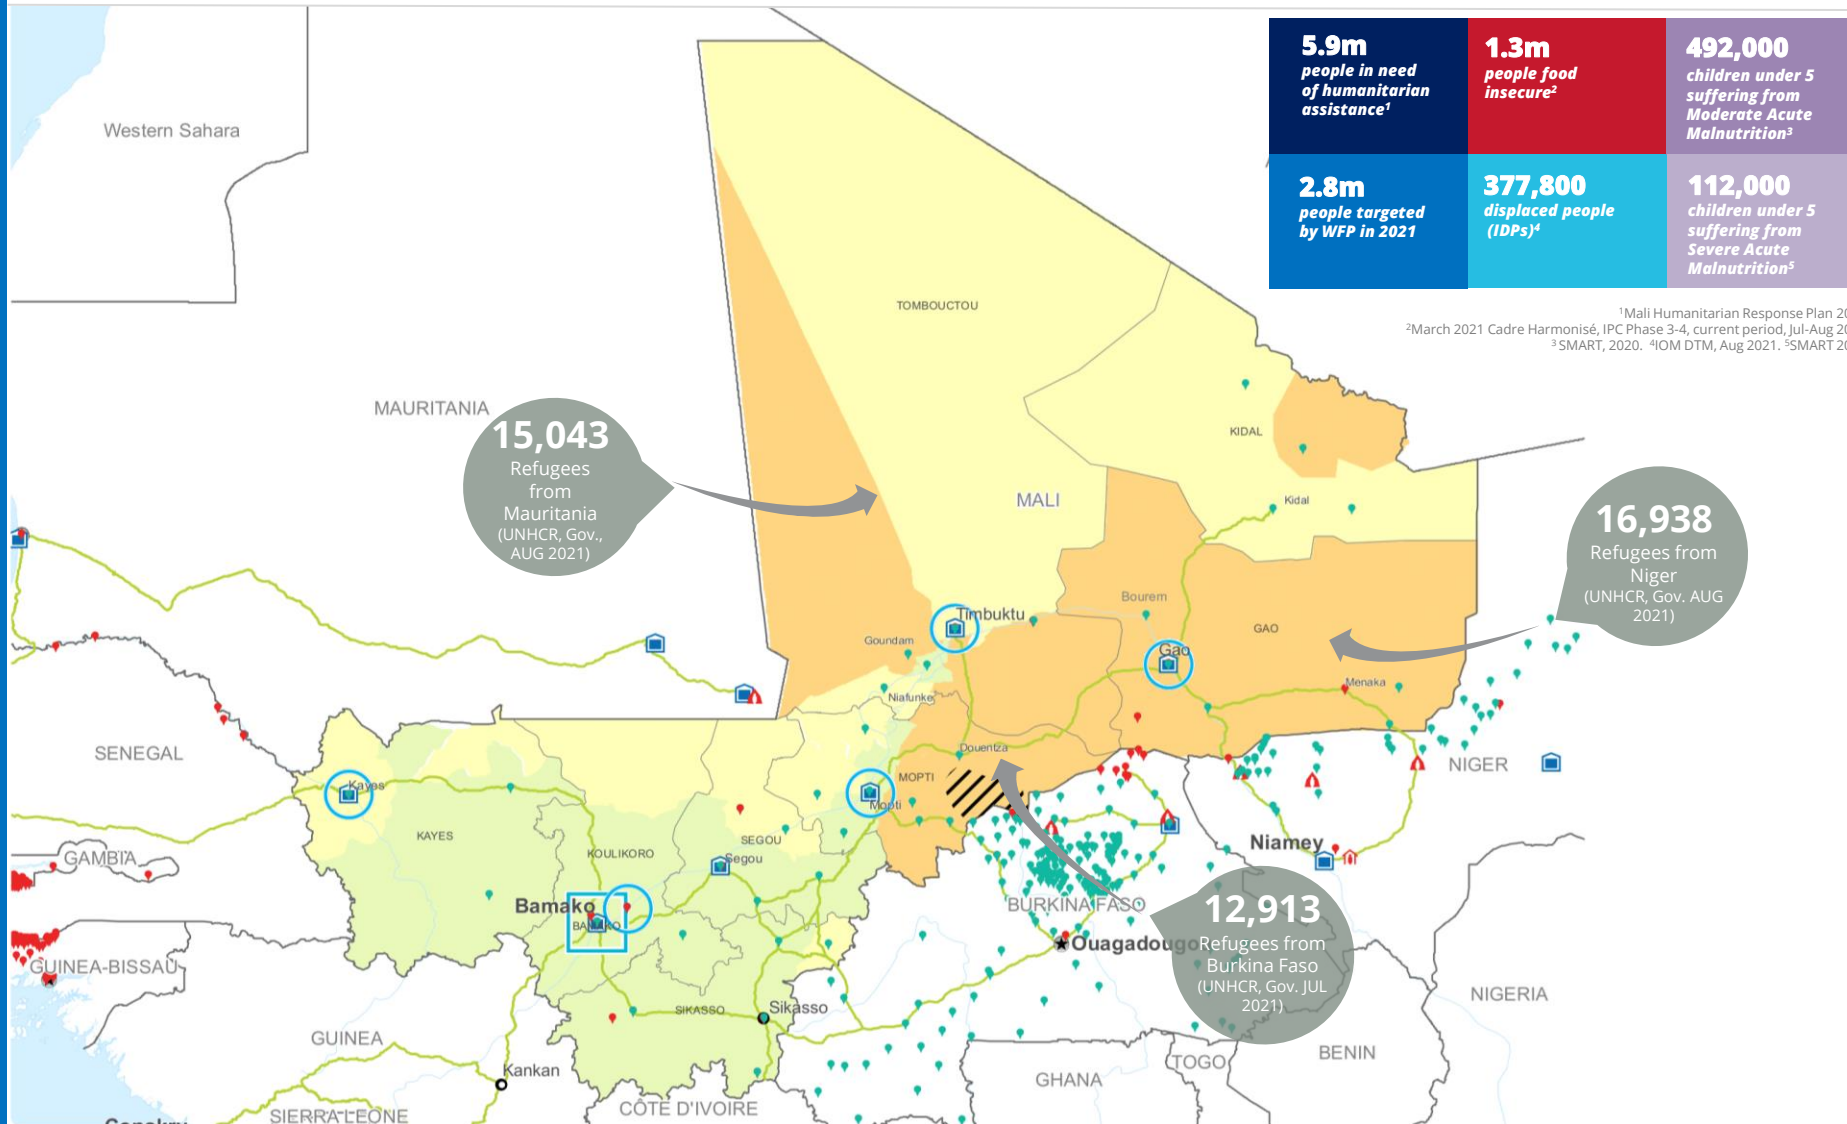 5.9m
people in need
of humanitarian
assistance¹
1.3m
people food
insecure²
492,000
children under 5
suffering from
Moderate Acute
Malnutrition³
2.8m
people targeted
by WFP in 2021
377,800
displaced people
(IDPs)⁴
112,000
children under 5
suffering from
Severe Acute
Malnutrition⁵
¹Mali Humanitarian Response Plan 20
²March 2021 Cadre Harmonisé, IPC Phase 3-4, current period, Jul-Aug 20
³ SMART, 2020. ⁴IOM DTM, Aug 2021. ⁵SMART 20
Western Sahara
TOMBOUCTOU
MAURITANIA
15,043
Refugees
from
Mauritania
(UNHCR, Gov.,
AUG 2021)
KIDAL
MALI
Kidal
16,938
Refugees from
Niger
(UNHCR, Gov. AUG
2021)
Bourem
Timbuktu
GAO
Goundam
Gao
Menaka
Niafunke
Douentza
SENEGAL
NIGER
MOPTI
Kayes
Mopti
KAYES
SEGOU
KOULIKORO
Segou
Niamey
GAMBIA
Bamako
BAMAKO
BURKINA FASO
12,913
Refugees from
Burkina Faso
(UNHCR, Gov. JUL
2021)
Ouagadougo
GUINEA-BISSAU
NIGERIA
SIKASSO
Sikasso
GUINEA
BENIN
TOGO
Kankan
GHANA
CÔTE D'IVOIRE
SIERRA LEONE